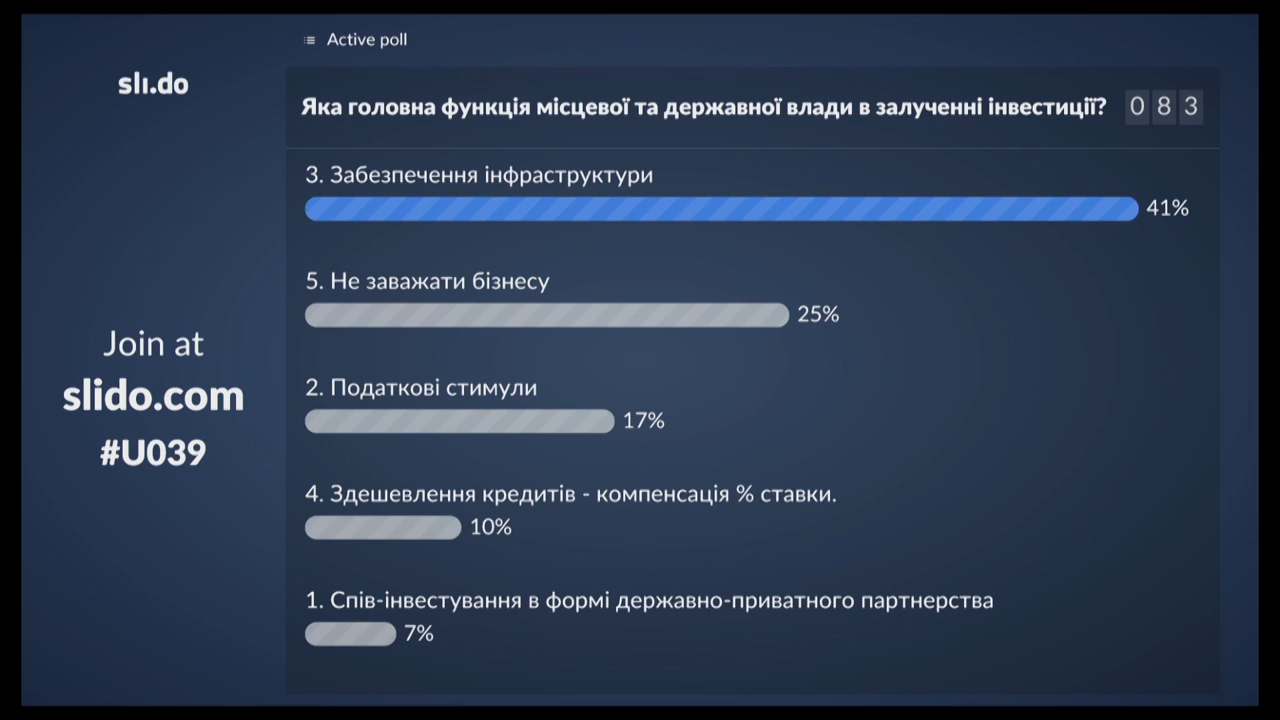 Active poll
slı.do
Яка головна функція місцевої та державної влади в залученні інвестиції? 0 8 3
3. Забезпечення інфраструктури
41%
5. Не заважати бізнесу
25%
Join at
slido.com
#U039
2. Податкові стимули
17%
4. Здешевлення кредитів - компенсація % ставки.
10%
1. Спів-інвестування в формі державно-приватного партнерства
7%